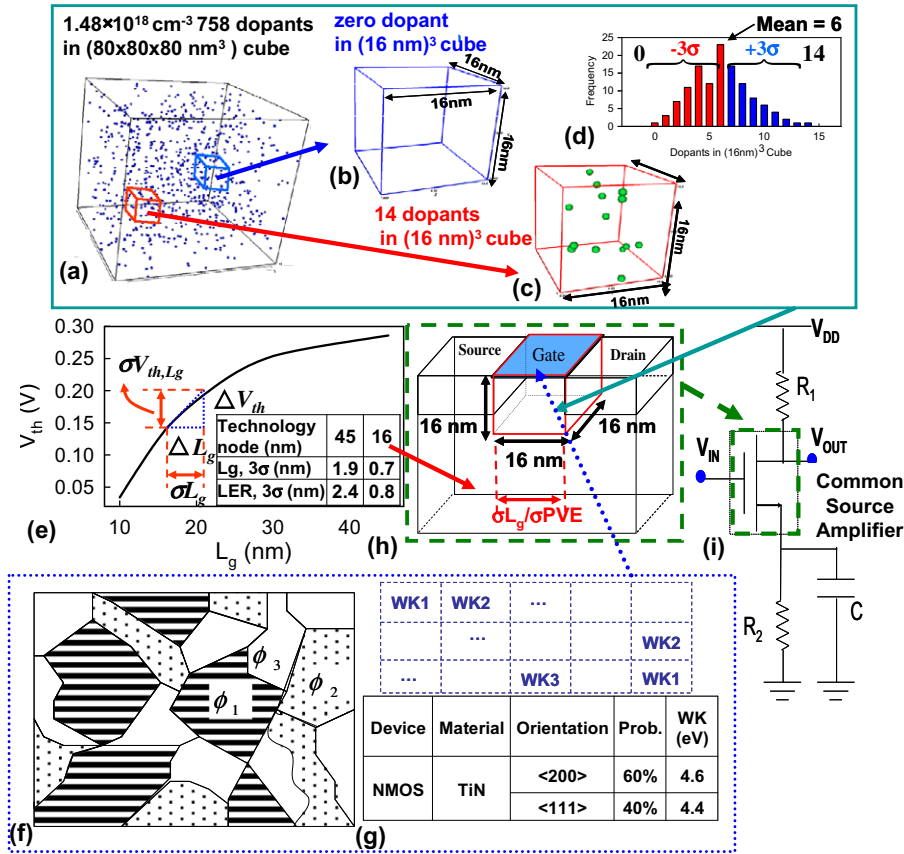 1.48×10¹⁸ cm⁻³ 758 dopants
in (80x80x80 nm³ ) cube
(a)
zero dopant
in (16 nm)³ cube
16nm
16nm
16nm
(b)
14 dopants
in (16 nm)³ cube
16nm
16nm
(c)
Mean = 6
0
-3σ
+3σ
14
Frequency
25
20
15
10
5
0
0
5
10
15
Dopants in (16nm)³ Cube
(d)
V_th (V)
0.30
0.25
0.20
0.15
0.10
0.05
10
20
30
40
L_g (nm)
σV_th,Lg
ΔV_th
ΔL_g
σL_g
Technology node (nm) 45 16
Lg, 3σ (nm) 1.9 0.7
LER, 3σ (nm) 2.4 0.8
(e)
Source
Gate
Drain
16 nm
16 nm
16 nm
σL_g/σPVE
(h)
V_DD
R_1
V_IN
V_OUT
Common
Source
Amplifier
(i)
R_2
C
ϕ_3
ϕ_2
ϕ_1
(f)
WK1 WK2 ...
... WK2
... WK3 WK1
Device Material Orientation Prob. WK (eV)
NMOS TiN <200> 60% 4.6
<111> 40% 4.4
(g)